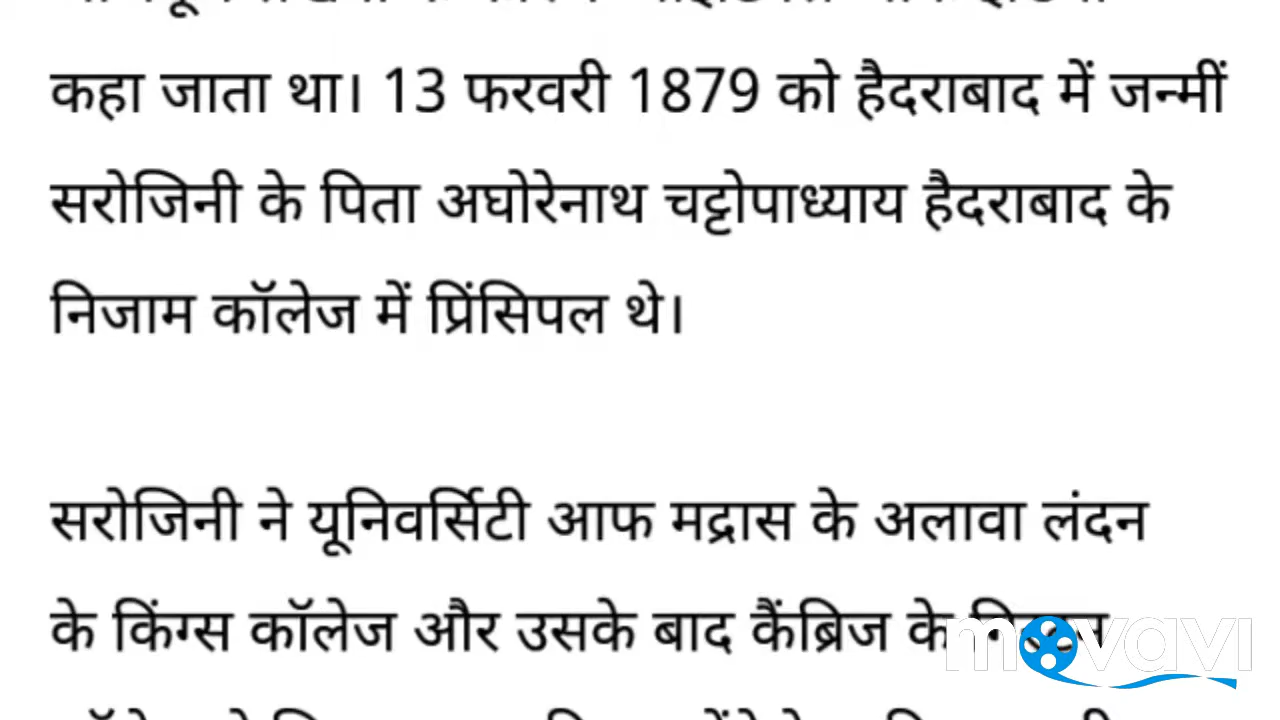 कहा जाता था। 13 फरवरी 1879 को हैदराबाद में जन्मीं
सरोजिनी के पिता अघोरेनाथ चट्टोपाध्याय हैदराबाद के
निजाम कॉलेज में प्रिंसिपल थे।
सरोजिनी ने यूनिवर्सिटी आफ मद्रास के अलावा लंदन
के किंग्स कॉलेज और उसके बाद कैंब्रिज के
movavi